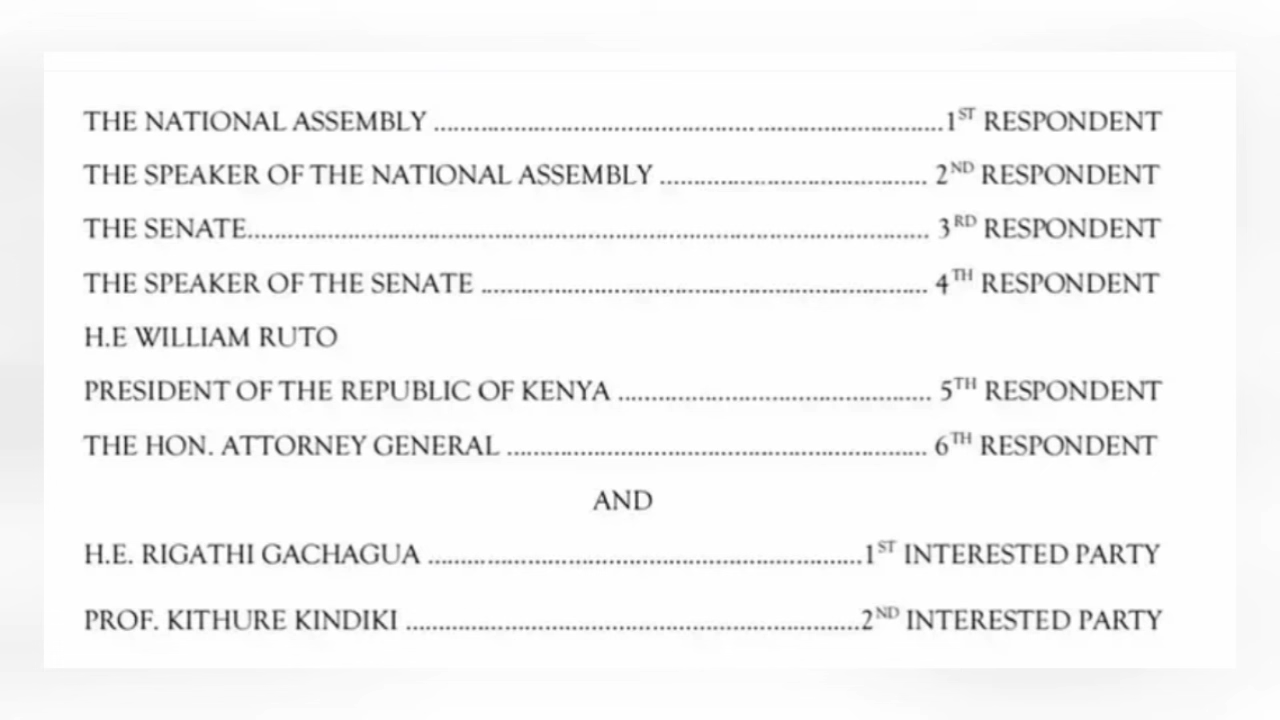 THE NATIONAL ASSEMBLY ..........................................................................1ST RESPONDENT
THE SPEAKER OF THE NATIONAL ASSEMBLY ....................................... 2ND RESPONDENT
THE SENATE.................................................................................................... 3RD RESPONDENT
THE SPEAKER OF THE SENATE ................................................................. 4TH RESPONDENT
H.E WILLIAM RUTO
PRESIDENT OF THE REPUBLIC OF KENYA .............................................. 5TH RESPONDENT
THE HON. ATTORNEY GENERAL ............................................................. 6TH RESPONDENT
AND
H.E. RIGATHI GACHAGUA ...............................................................1ST INTERESTED PARTY
PROF. KITHURE KINDIKI ..................................................................2ND INTERESTED PARTY